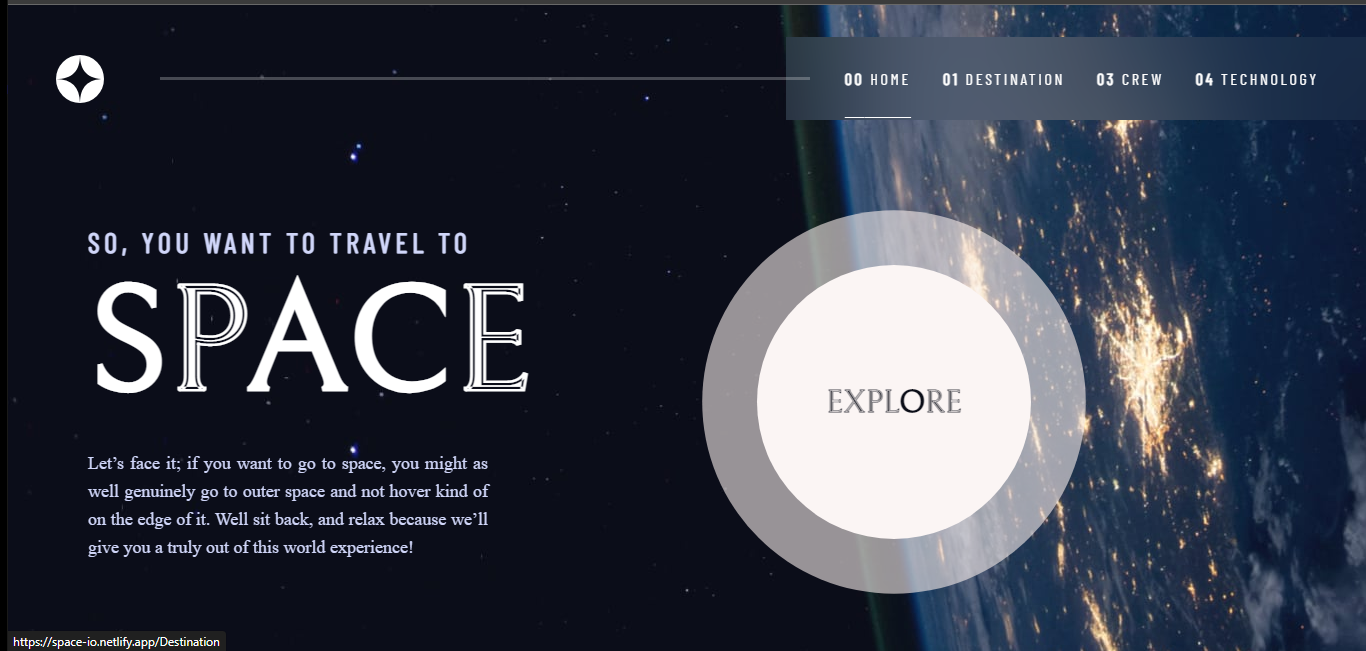 00 HOME 01 DESTINATION 03 CREW 04 TECHNOLOGY
SO, YOU WANT TO TRAVEL TO
SPACE
Let’s face it; if you want to go to space, you might as
well genuinely go to outer space and not hover kind of
on the edge of it. Well sit back, and relax because we’ll
give you a truly out of this world experience!
EXPLORE
https://space-io.netlify.app/Destination